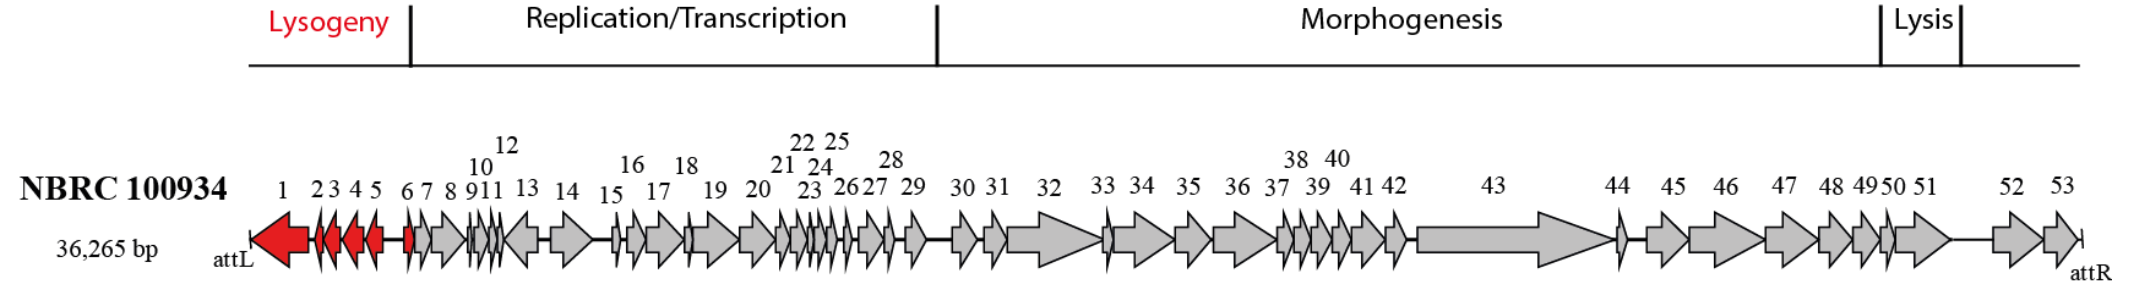 Lysogeny Replication/Transcription Morphogenesis Lysis
12 22 25
10 16 18 21 24 28 38 40
NBRC 100934 1 2 3 4 5 6 7 8 9 11 13 14 15 17 19 20 23 26 27 29 30 31 32 33 34 35 36 37 39 41 42 43 44 45 46 47 48 49 50 51 52 53
36,265 bp attL attR